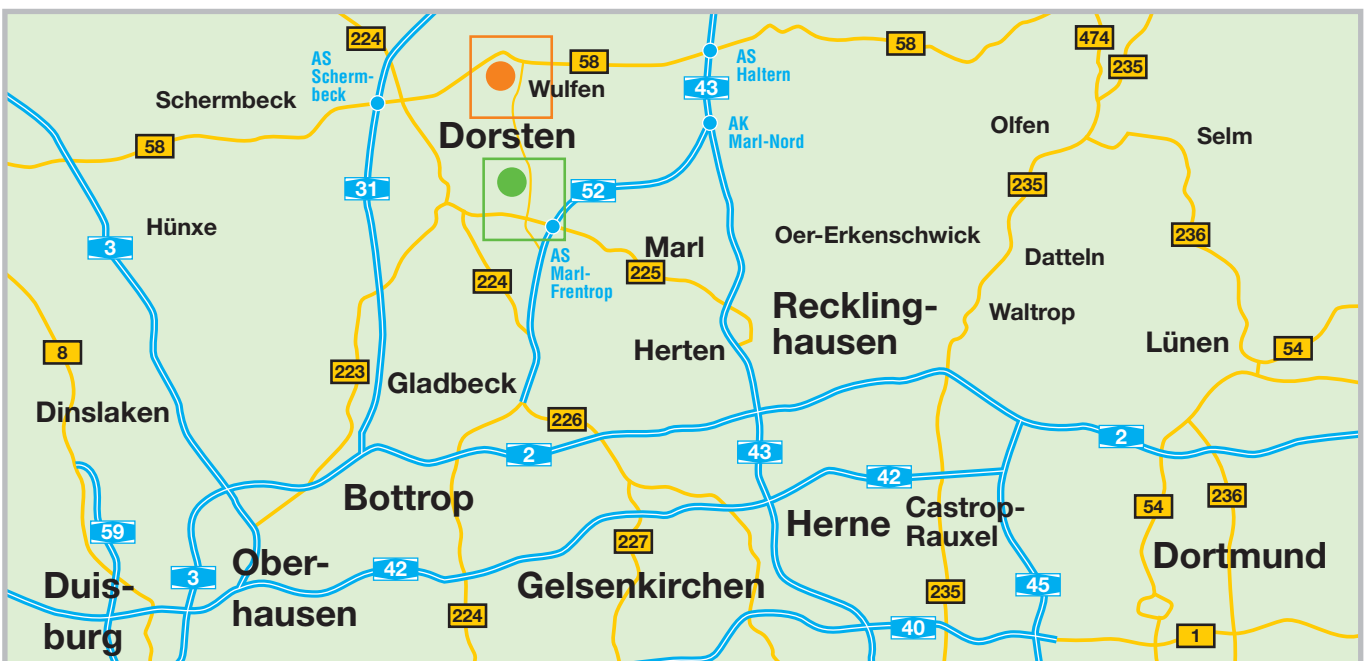 224
58
58
474
235
AS
Scherm-
beck
AS
Haltern
43
Wulfen
Schermbeck
Dorsten
AK
Marl-Nord
Olfen
Selm
58
31
52
235
Hünxe
3
Marl
Oer-Erkenschwick
236
Datteln
AS
Marl-
Frentrop
224
225
Reckling-
hausen
Waltrop
8
Herten
Lünen
54
223
Gladbeck
Dinslaken
226
2
43
2
42
Bottrop
Castrop-
Rauxel
Herne
54
236
59
227
Dortmund
Ober-
hausen
3
42
Gelsenkirchen
Duis-
burg
45
235
224
40
1